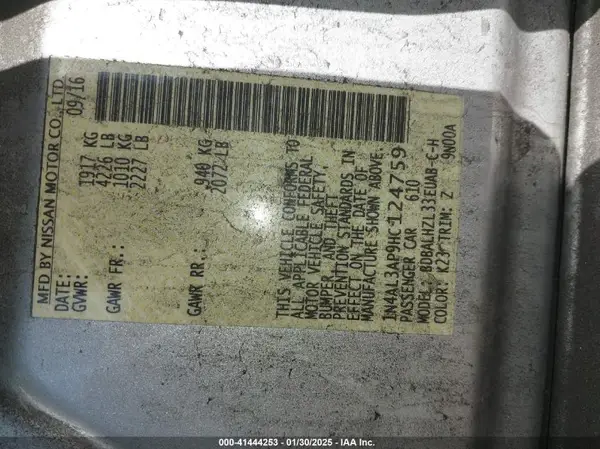 MFD BY NISSAN MOTOR CO., LTD.
DATE: 09/16
GVWR: 1917 KG
4226 LB
GAWR FR.: 1010 KG
2227 LB
GAWR RR.: 940 KG
2072 LB
THIS VEHICLE CONFORMS TO
ALL APPLICABLE FEDERAL
MOTOR VEHICLE SAFETY,
BUMPER, AND THEFT
PREVENTION STANDARDS IN
EFFECT ON THE DATE OF
MANUFACTURE SHOWN ABOVE.
1N4AL3AP9HC124759
PASSENGER CAR 610
MODEL: BDBALHZL33EUAB-C-H
COLOR: K23 TRIM: Z 9W00A
000-41444253 — 01/30/2025 — IAA Inc.